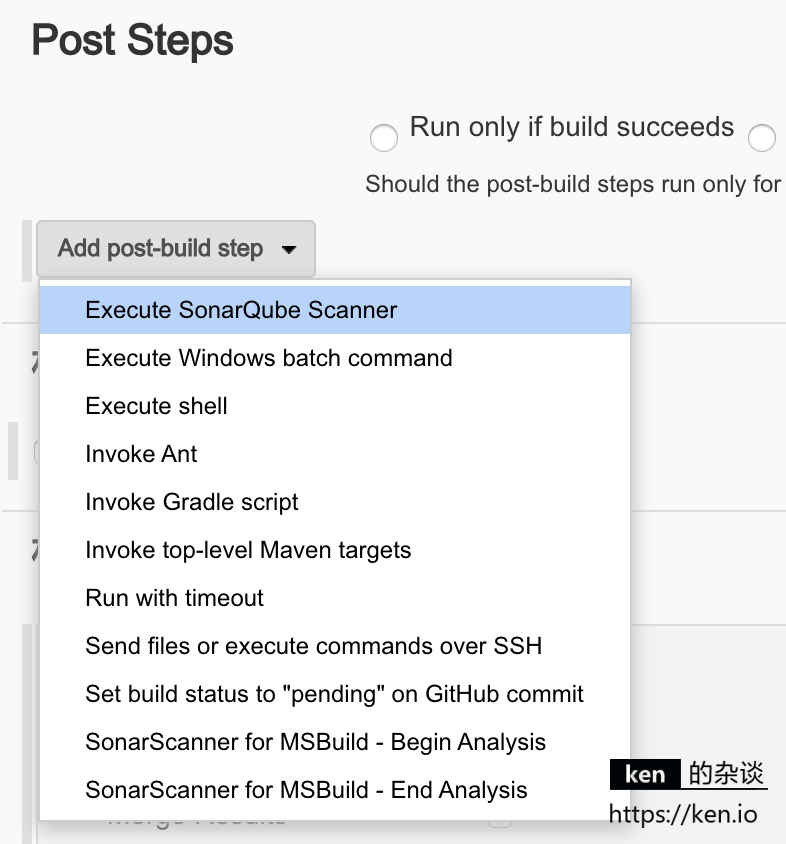 Post Steps
Run only if build succeeds
Should the post-build steps run only for
Add post-build step
Execute SonarQube Scanner
Execute Windows batch command
Execute shell
Invoke Ant
Invoke Gradle script
Invoke top-level Maven targets
Run with timeout
Send files or execute commands over SSH
Set build status to "pending" on GitHub commit
SonarScanner for MSBuild - Begin Analysis
SonarScanner for MSBuild - End Analysis
ken 的杂谈
https://ken.io